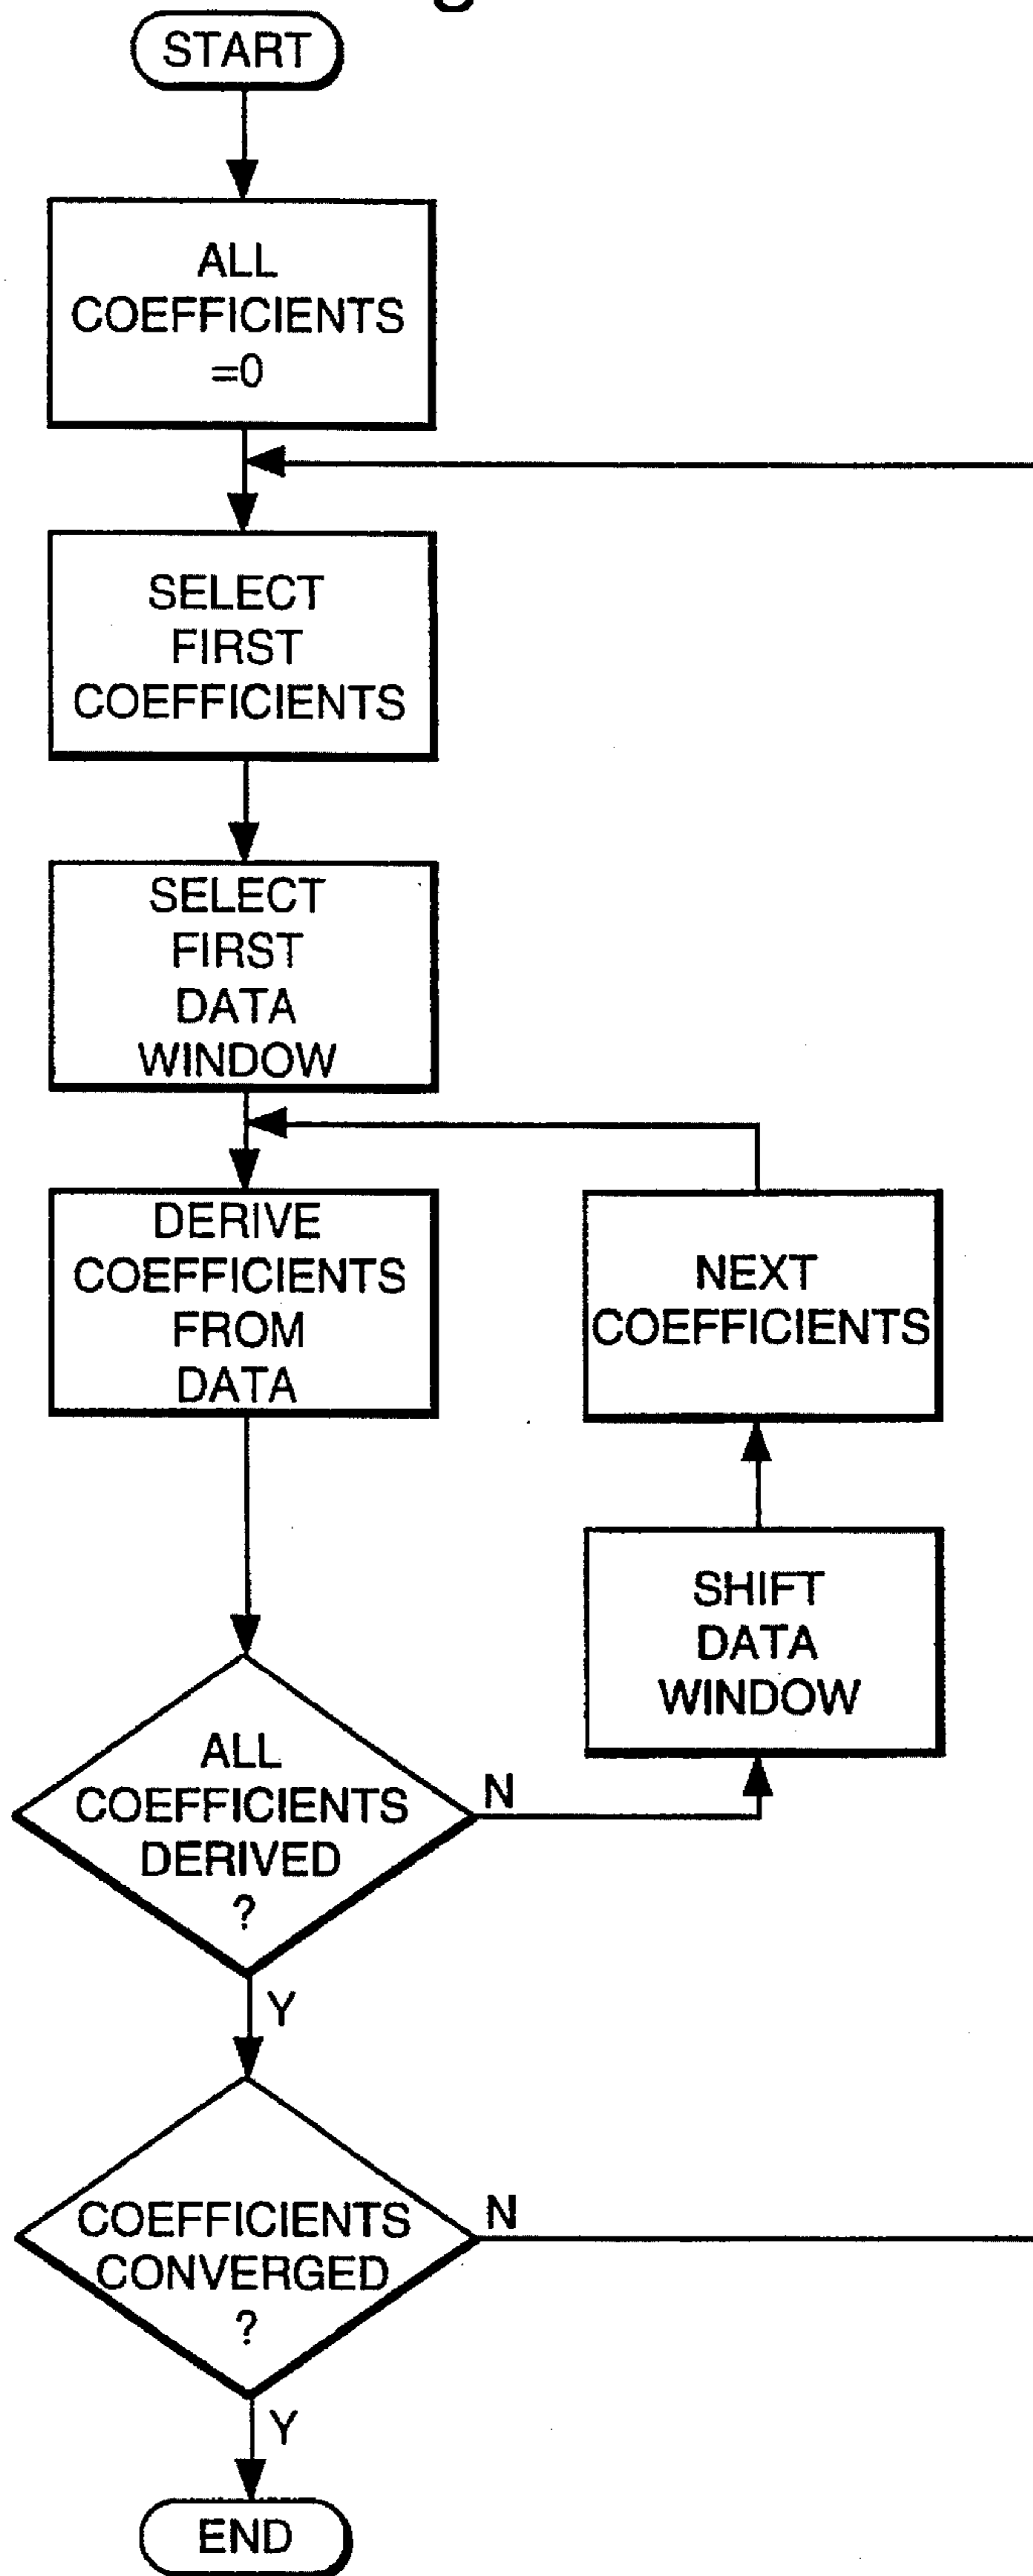 START
ALL
COEFFICIENTS
=0
SELECT
FIRST
COEFFICIENTS
SELECT
FIRST
DATA
WINDOW
DERIVE
COEFFICIENTS
FROM
DATA
NEXT
COEFFICIENTS
SHIFT
DATA
WINDOW
ALL
COEFFICIENTS
DERIVED
?
N
Y
COEFFICIENTS
CONVERGED
?
N
Y
END